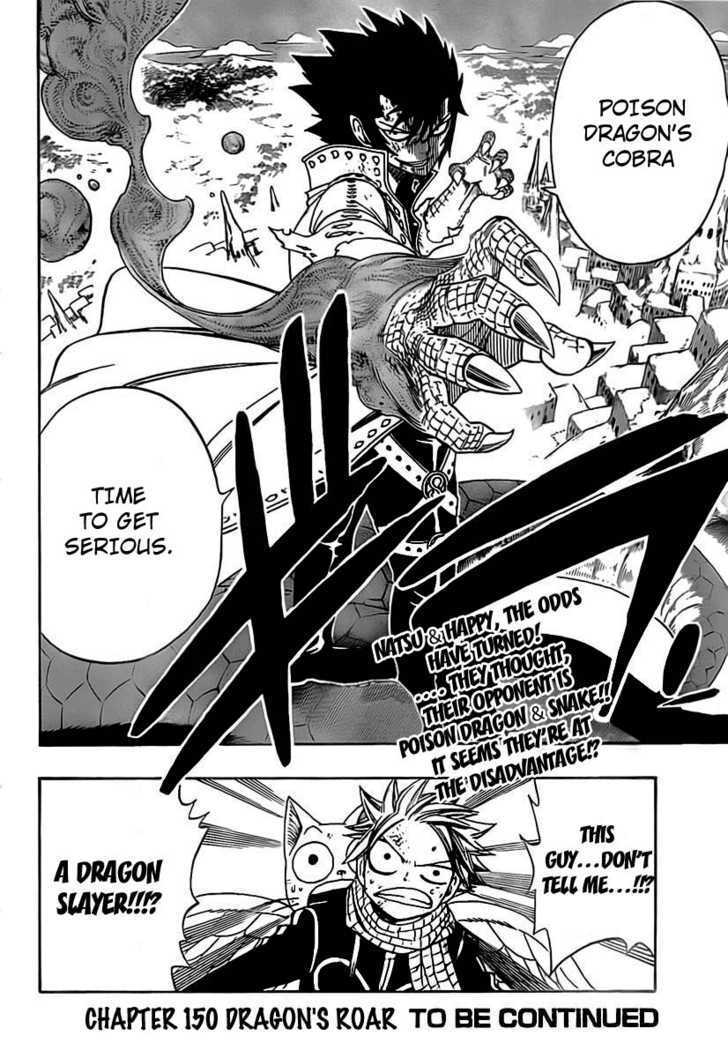 POISON
DRAGON'S
COBRA
TIME
TO GET
SERIOUS.
NATSU & HAPPY, THE ODDS
HAVE TURNED!
.... THEY THOUGHT,
THEIR OPPONENT IS
POISON DRAGON & SNAKE!!
IT SEEMS THEY'RE AT
THE DISADVANTAGE!?
THIS
GUY...DON'T
TELL ME...!!?
A DRAGON
SLAYER!!!?
CHAPTER 150 DRAGON'S ROAR TO BE CONTINUED